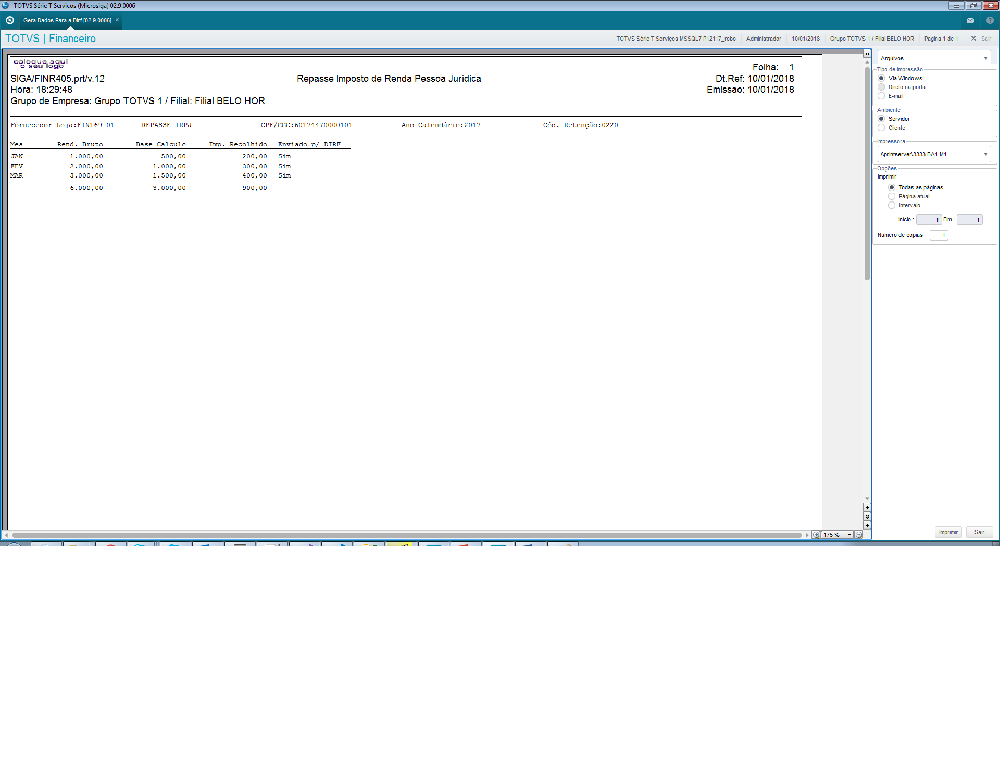 TOTVS Série T Serviços (Microsiga) 02.9.0006
Gera Dados Para a Dirf [02.9.0006]
TOTVS | Financeiro
TOTVS Série T Serviços MSSQL7 P12117_robo Administrador 10/01/2018 Grupo TOTVS 1 / Filial BELO HOR Pagina 1 de 1 Sair
coloque aqui
o seu logo
Folha: 1
SIGA/FINR405.prt/v.12 Repasse Imposto de Renda Pessoa Jurídica Dt.Ref: 10/01/2018
Hora: 18:29:48 Emissao: 10/01/2018
Grupo de Empresa: Grupo TOTVS 1 / Filial: Filial BELO HOR
Fornecedor-Loja:FIN169-01 REPASSE IRPJ CPF/CGC:60174470000101 Ano Calendário:2017 Cód. Retenção:0220
Mes Rend. Bruto Base Calculo Imp. Recolhido Enviado p/ DIRF
JAN 1.000,00 500,00 200,00 Sim
FEV 2.000,00 1.000,00 300,00 Sim
MAR 3.000,00 1.500,00 400,00 Sim
6.000,00 3.000,00 900,00
175 %
Arquivos
Tipo de Impressão
Via Windows
Direto na porta
E-mail
Ambiente
Servidor
Cliente
Impressora
\\printserver\3333.BA1.M1
Opções
Imprimir
Todas as páginas
Página atual
Intervalo
Início : 1 Fim : 1
Numero de copias 1
Imprimir Sair